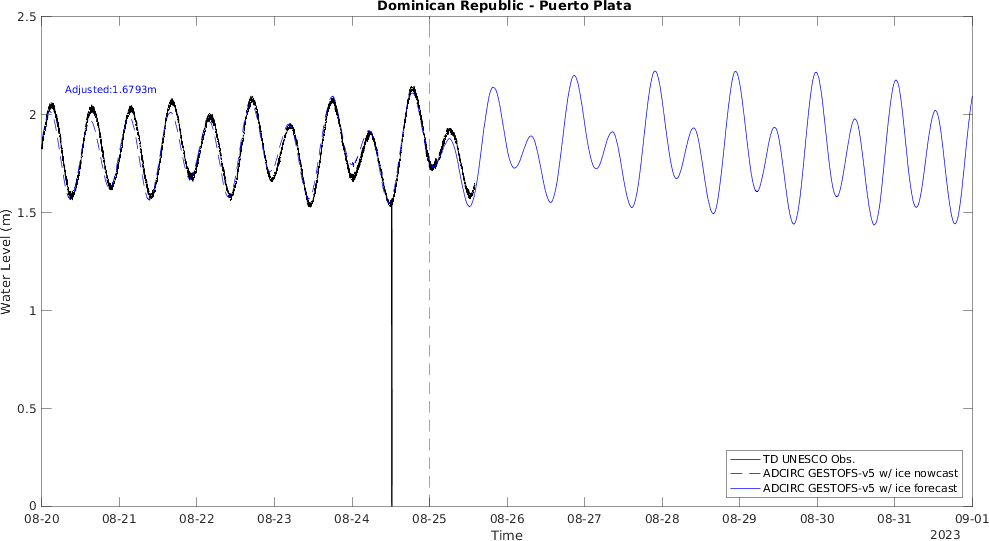 Dominican Republic - Puerto Plata
2.5
2
1.5
1
0.5
0
Water Level (m)
Adjusted:1.6793m
TD UNESCO Obs.
ADCIRC GESTOFS-v5 w/ ice nowcast
ADCIRC GESTOFS-v5 w/ ice forecast
08-20 08-21 08-22 08-23 08-24 08-25 08-26 08-27 08-28 08-29 08-30 08-31 09-01
Time
2023